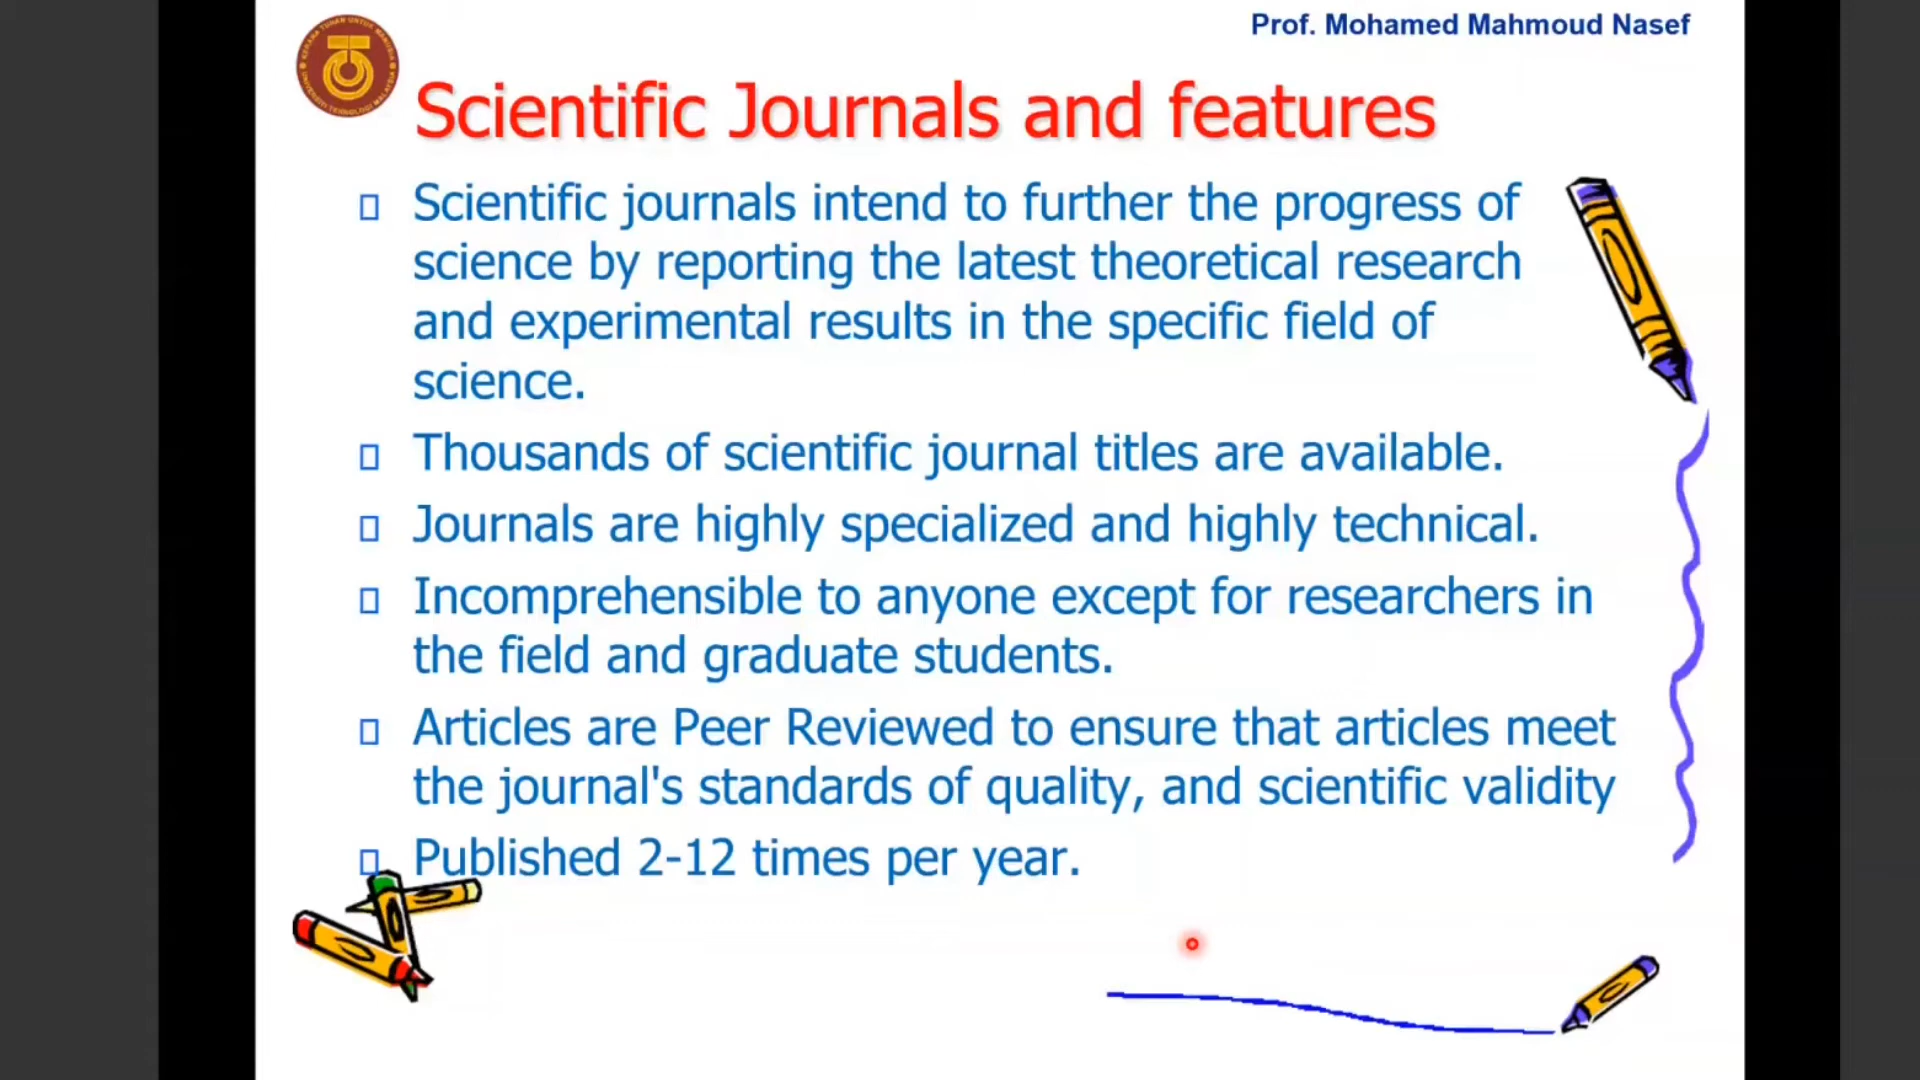 Prof. Mohamed Mahmoud Nasef
Scientific Journals and features
Scientific journals intend to further the progress of
science by reporting the latest theoretical research
and experimental results in the specific field of
science.
Thousands of scientific journal titles are available.
Journals are highly specialized and highly technical.
Incomprehensible to anyone except for researchers in
the field and graduate students.
Articles are Peer Reviewed to ensure that articles meet
the journal's standards of quality, and scientific validity
Published 2-12 times per year.